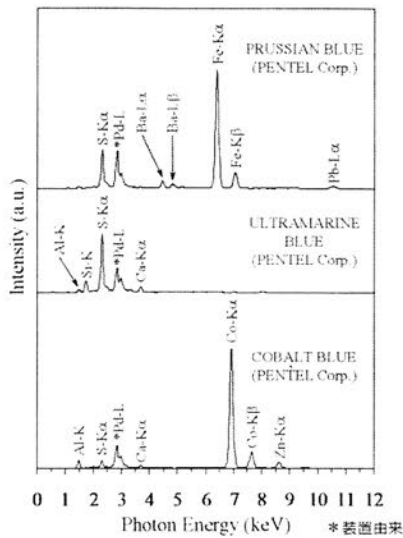 PRUSSIAN BLUE
(PENTEL Corp.)
S-Kα
*Pd-L
Ba-Lα
Ba-Lβ
Fe-Kα
Fe-Kβ
Pb-Lα
ULTRAMARINE
BLUE
(PENTEL Corp.)
Al-K
Si-K
S-Kα
*Pd-L
Ca-Kα
COBALT BLUE
(PENTEL Corp.)
Al-K
S-Kα
*Pd-L
Ca-Kα
Co-Kα
Co-Kβ
Zn-Kα
Intensity (a.u.)
0 1 2 3 4 5 6 7 8 9 10 11 12
Photon Energy (keV)
*装置由来